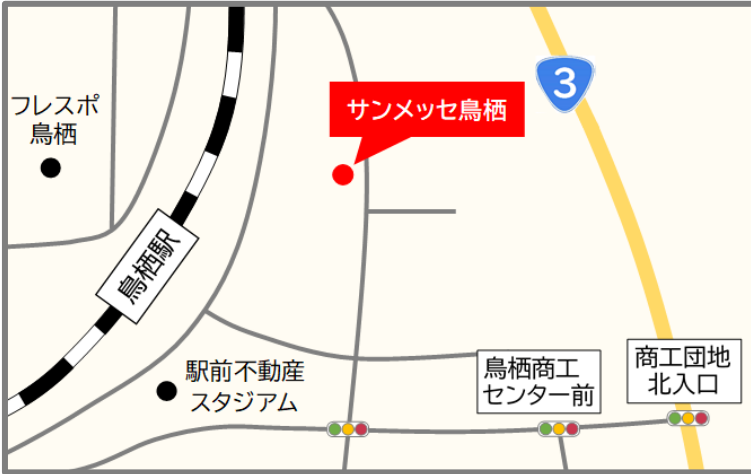 フレスポ
鳥栖
サンメッセ鳥栖
3
鳥栖駅
駅前不動産
スタジアム
鳥栖商工
センター前
商工団地
北入口